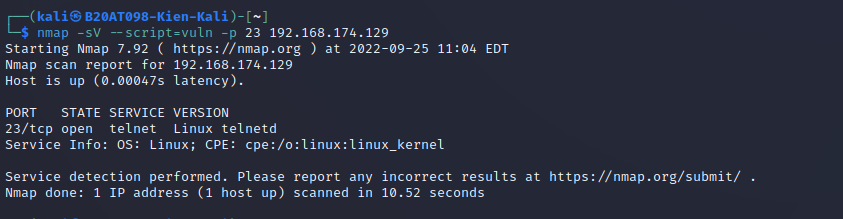 ┌──(kali㉿B20AT098-Kien-Kali)-[~]
└─$ nmap -sV --script=vuln -p 23 192.168.174.129
Starting Nmap 7.92 ( https://nmap.org ) at 2022-09-25 11:04 EDT
Nmap scan report for 192.168.174.129
Host is up (0.00047s latency).

PORT   STATE SERVICE VERSION
23/tcp open  telnet  Linux telnetd
Service Info: OS: Linux; CPE: cpe:/o:linux:linux_kernel

Service detection performed. Please report any incorrect results at https://nmap.org/submit/ .
Nmap done: 1 IP address (1 host up) scanned in 10.52 seconds